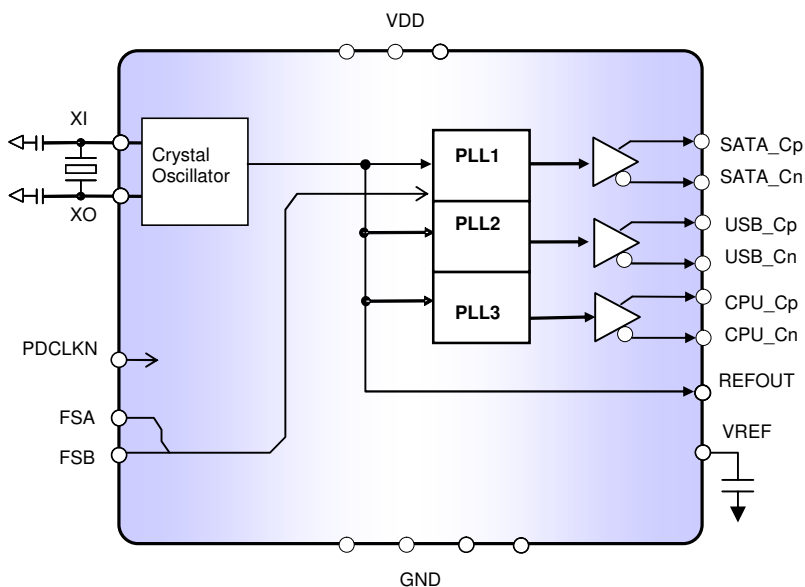 VDD
XI
Crystal
Oscillator
XO
PLL1
PLL2
PLL3
SATA_Cp
SATA_Cn
USB_Cp
USB_Cn
CPU_Cp
CPU_Cn
PDCLKN
REFOUT
FSA
FSB
VREF
GND